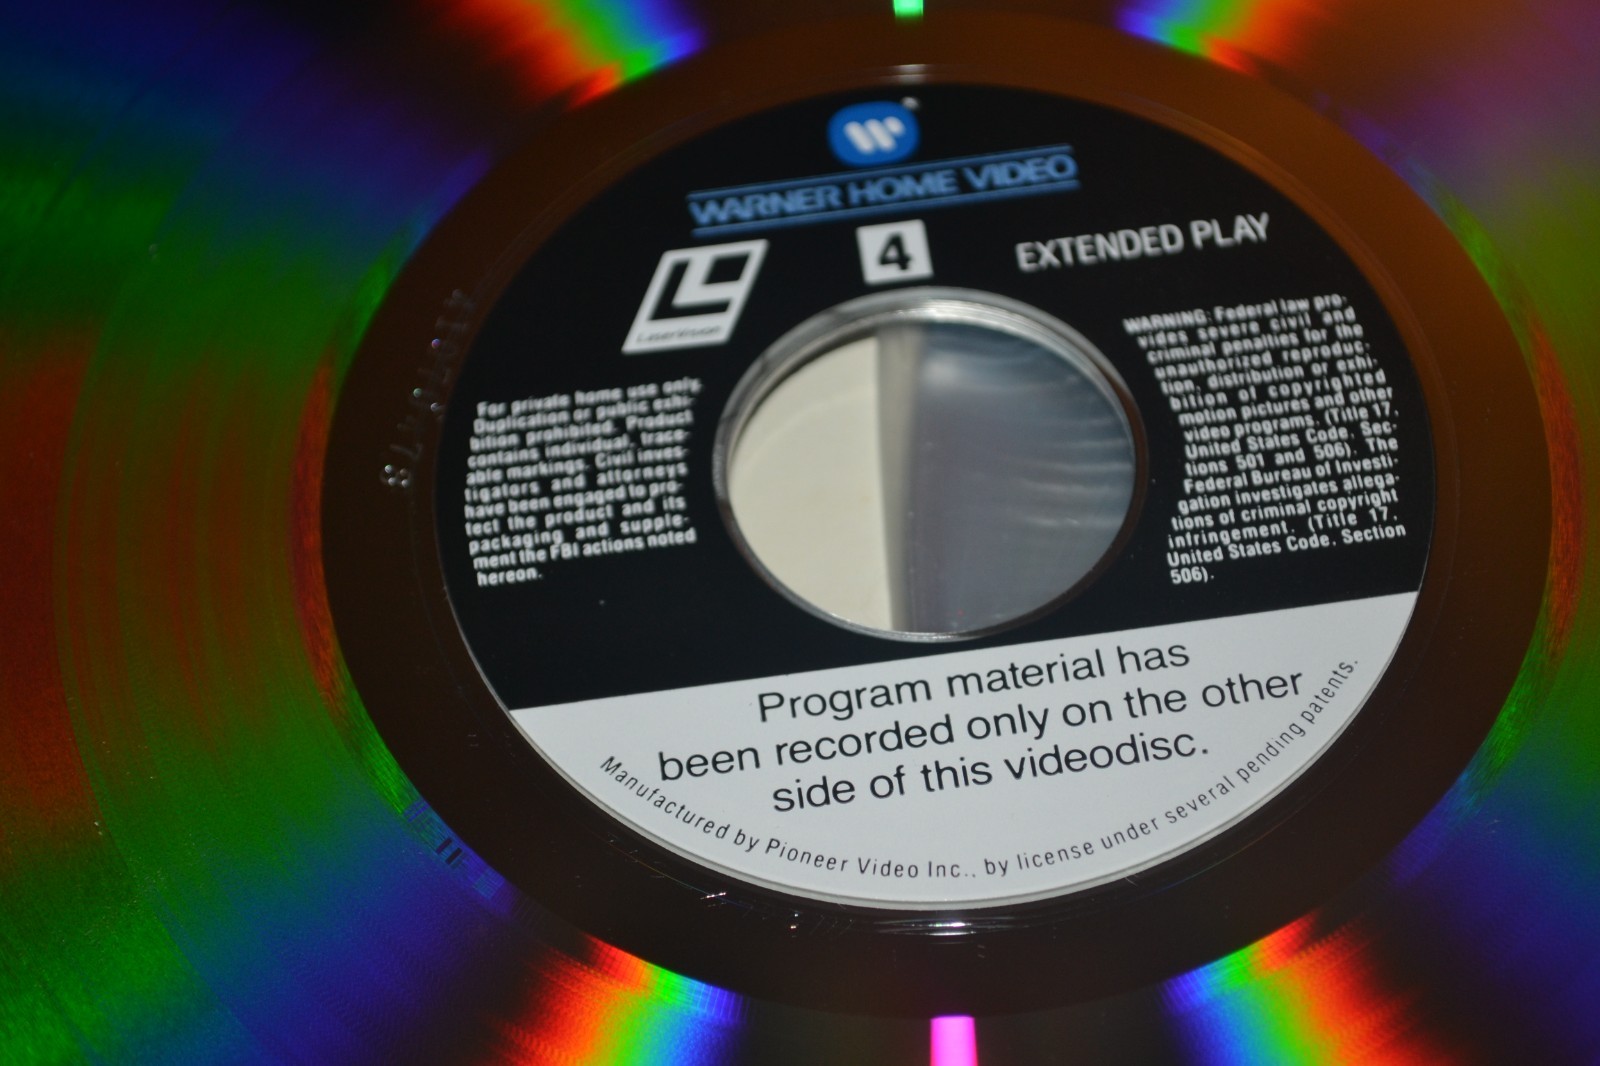 WARNER HOME VIDEO
LaserVision
4
EXTENDED PLAY
For private home use only.
Duplication or public exhi-
bition prohibited. Product
contains individual, trace-
able markings. Civil inves-
tigators and attorneys
have been engaged to pro-
tect the product and its
packaging and supple-
ment the FBI actions noted
hereon.
WARNING: Federal law pro-
vides severe civil and
criminal penalties for the
unauthorized reproduc-
tion, distribution or exhi-
bition of copyrighted
motion pictures and other
video programs. (Title 17,
United States Code, Sec-
tions 501 and 506). The
Federal Bureau of Investi-
gation investigates allega-
tions of criminal copyright
infringement. (Title 17,
United States Code, Section
506).
Program material has
been recorded only on the other
side of this videodisc.
Manufactured by Pioneer Video Inc., by license under several pending patents.